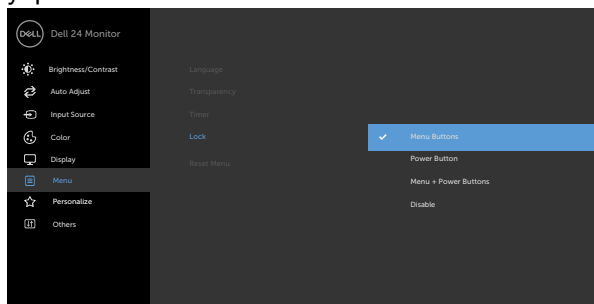 DELL Dell 24 Monitor
Brightness/Contrast
Auto Adjust
Input Source
Color
Display
Menu
Personalize
Others
Language
Transparency
Timer
Lock
Reset Menu
Menu Buttons
Power Button
Menu + Power Buttons
Disable